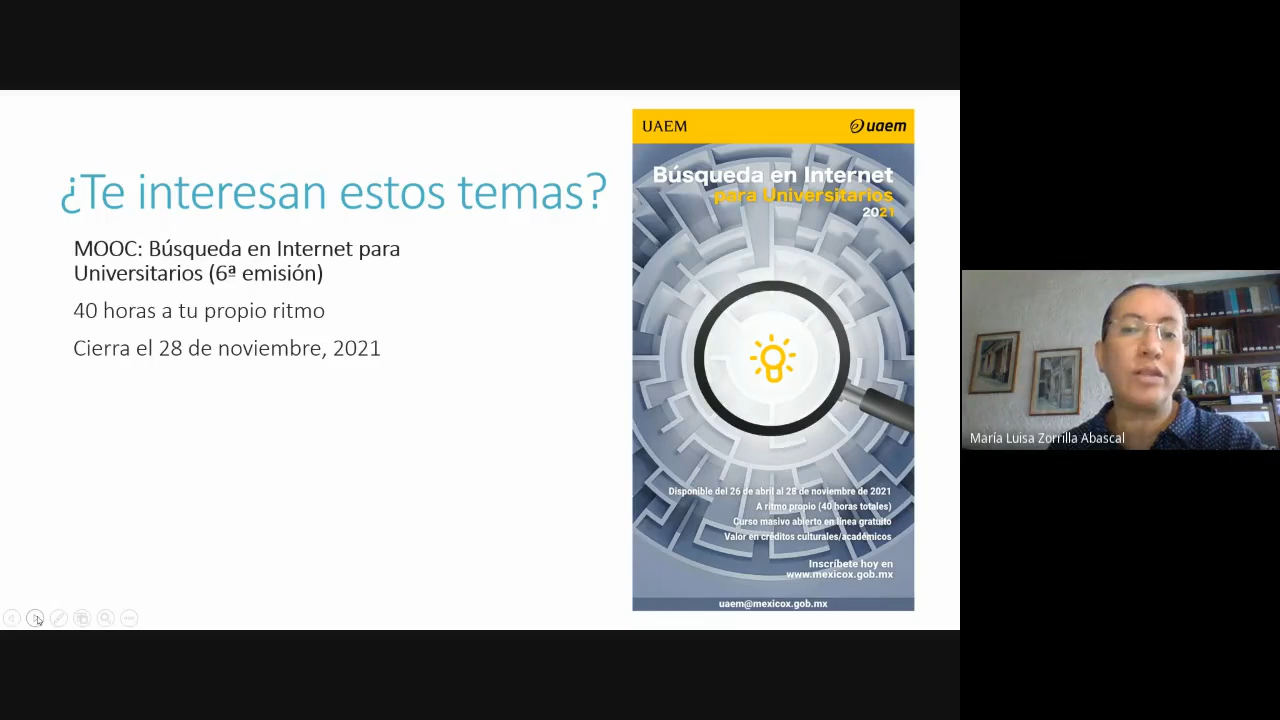 ¿Te interesan estos temas?
MOOC: Búsqueda en Internet para
Universitarios (6ª emisión)
40 horas a tu propio ritmo
Cierra el 28 de noviembre, 2021
UAEM
uaem
Búsqueda en Internet
para Universitarios
2021
Disponible del 26 de abril al 28 de noviembre de 2021
A ritmo propio (40 horas totales)
Curso masivo abierto en línea gratuito
Valor en créditos culturales/académicos
Inscríbete hoy en
www.mexicox.gob.mx
uaem@mexicox.gob.mx
María Luisa Zorrilla Abascal